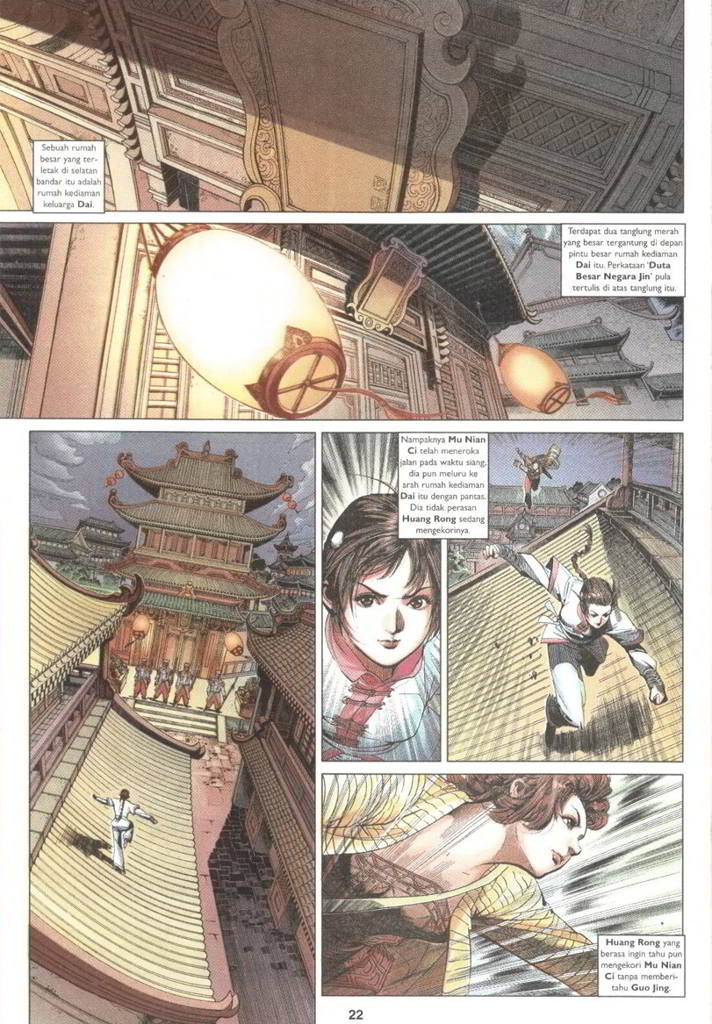 Sebuah rumah
besar yang ter-
letak di selatan
bandar itu adalah
rumah kediaman
keluarga Dai.
Terdapat dua tanglung merah
yang besar tergantung di depan
pintu besar rumah kediaman
Dai itu. Perkataan 'Duta
Besar Negara Jin' pula
tertulis di atas tanglung itu.
Nampaknya Mu Nian
Ci telah meneroka
jalan pada waktu siang,
dia pun meluru ke
arah rumah kediaman
Dai itu dengan pantas.
Dia tidak perasan
Huang Rong sedang
mengekorinya.
Huang Rong yang
berasa ingin tahu pun
mengekori Mu Nian
Ci tanpa memberi-
tahu Guo Jing.
22